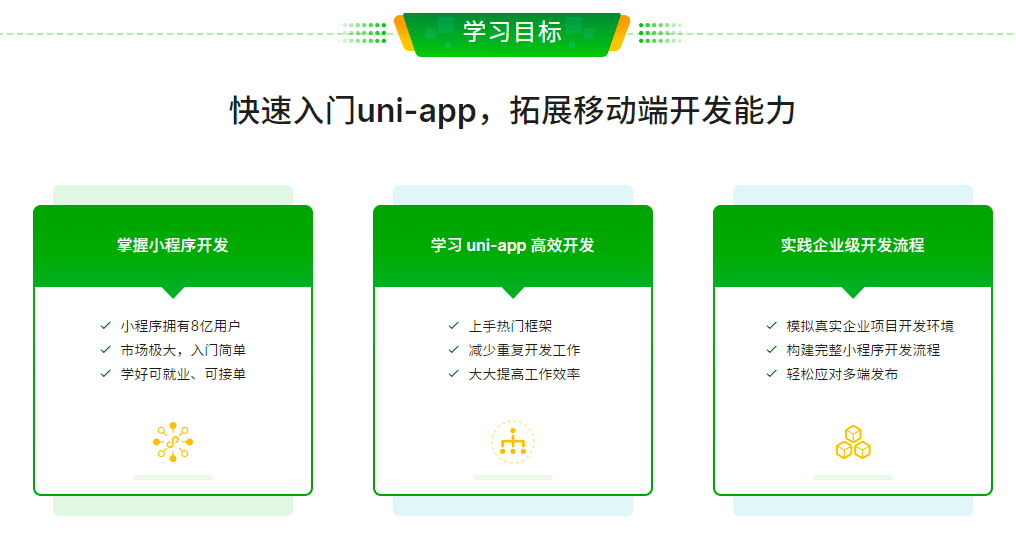 学习目标
快速入门uni-app，拓展移动端开发能力
掌握小程序开发
小程序拥有8亿用户
市场极大，入门简单
学好可就业、可接单
学习 uni-app 高效开发
上手热门框架
减少重复开发工作
大大提高工作效率
实践企业级开发流程
模拟真实企业项目开发环境
构建完整小程序开发流程
轻松应对多端发布